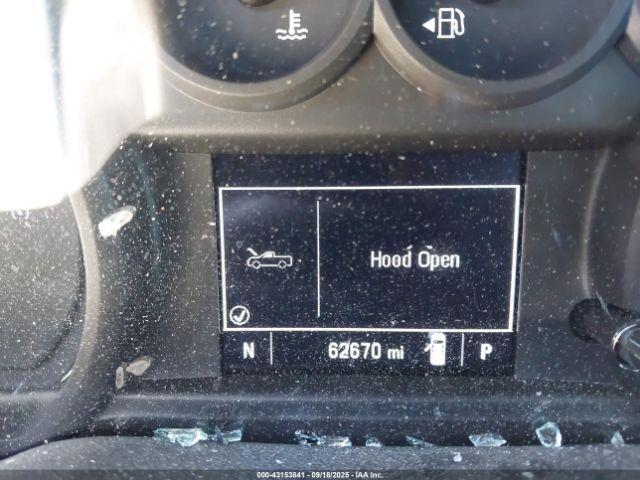 Hood Open
N 62670 mi P
000-43153841 - 09/18/2025 - IAA Inc.